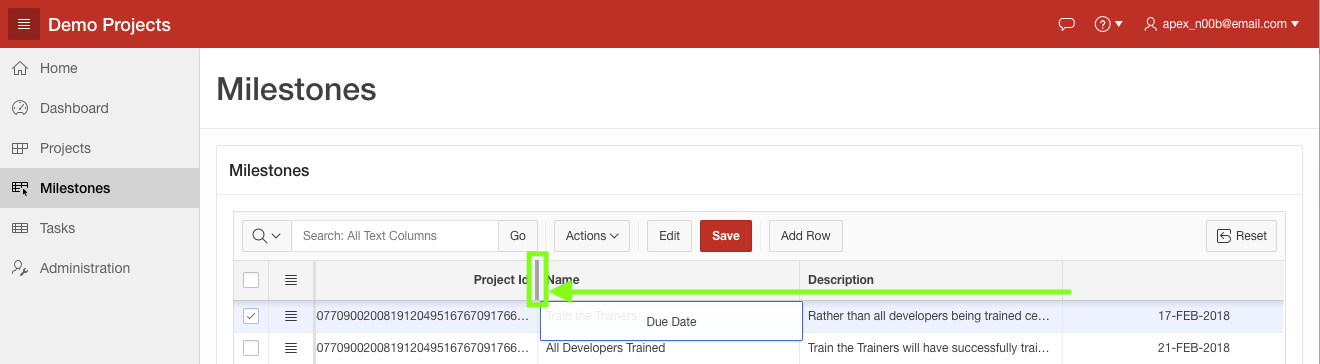 Demo Projects
apex_n00b@email.com
Home
Dashboard
Projects
Milestones
Tasks
Administration
Milestones
Milestones
Search: All Text Columns
Go
Actions
Edit
Save
Add Row
Reset
Project Id
Name
Description
077090020081912049516767091766...
Train the Trainers
Rather than all developers being trained ce...
17-FEB-2018
Due Date
077090020081912049516767091766...
All Developers Trained
Train the Trainers will have successfully trai...
21-FEB-2018